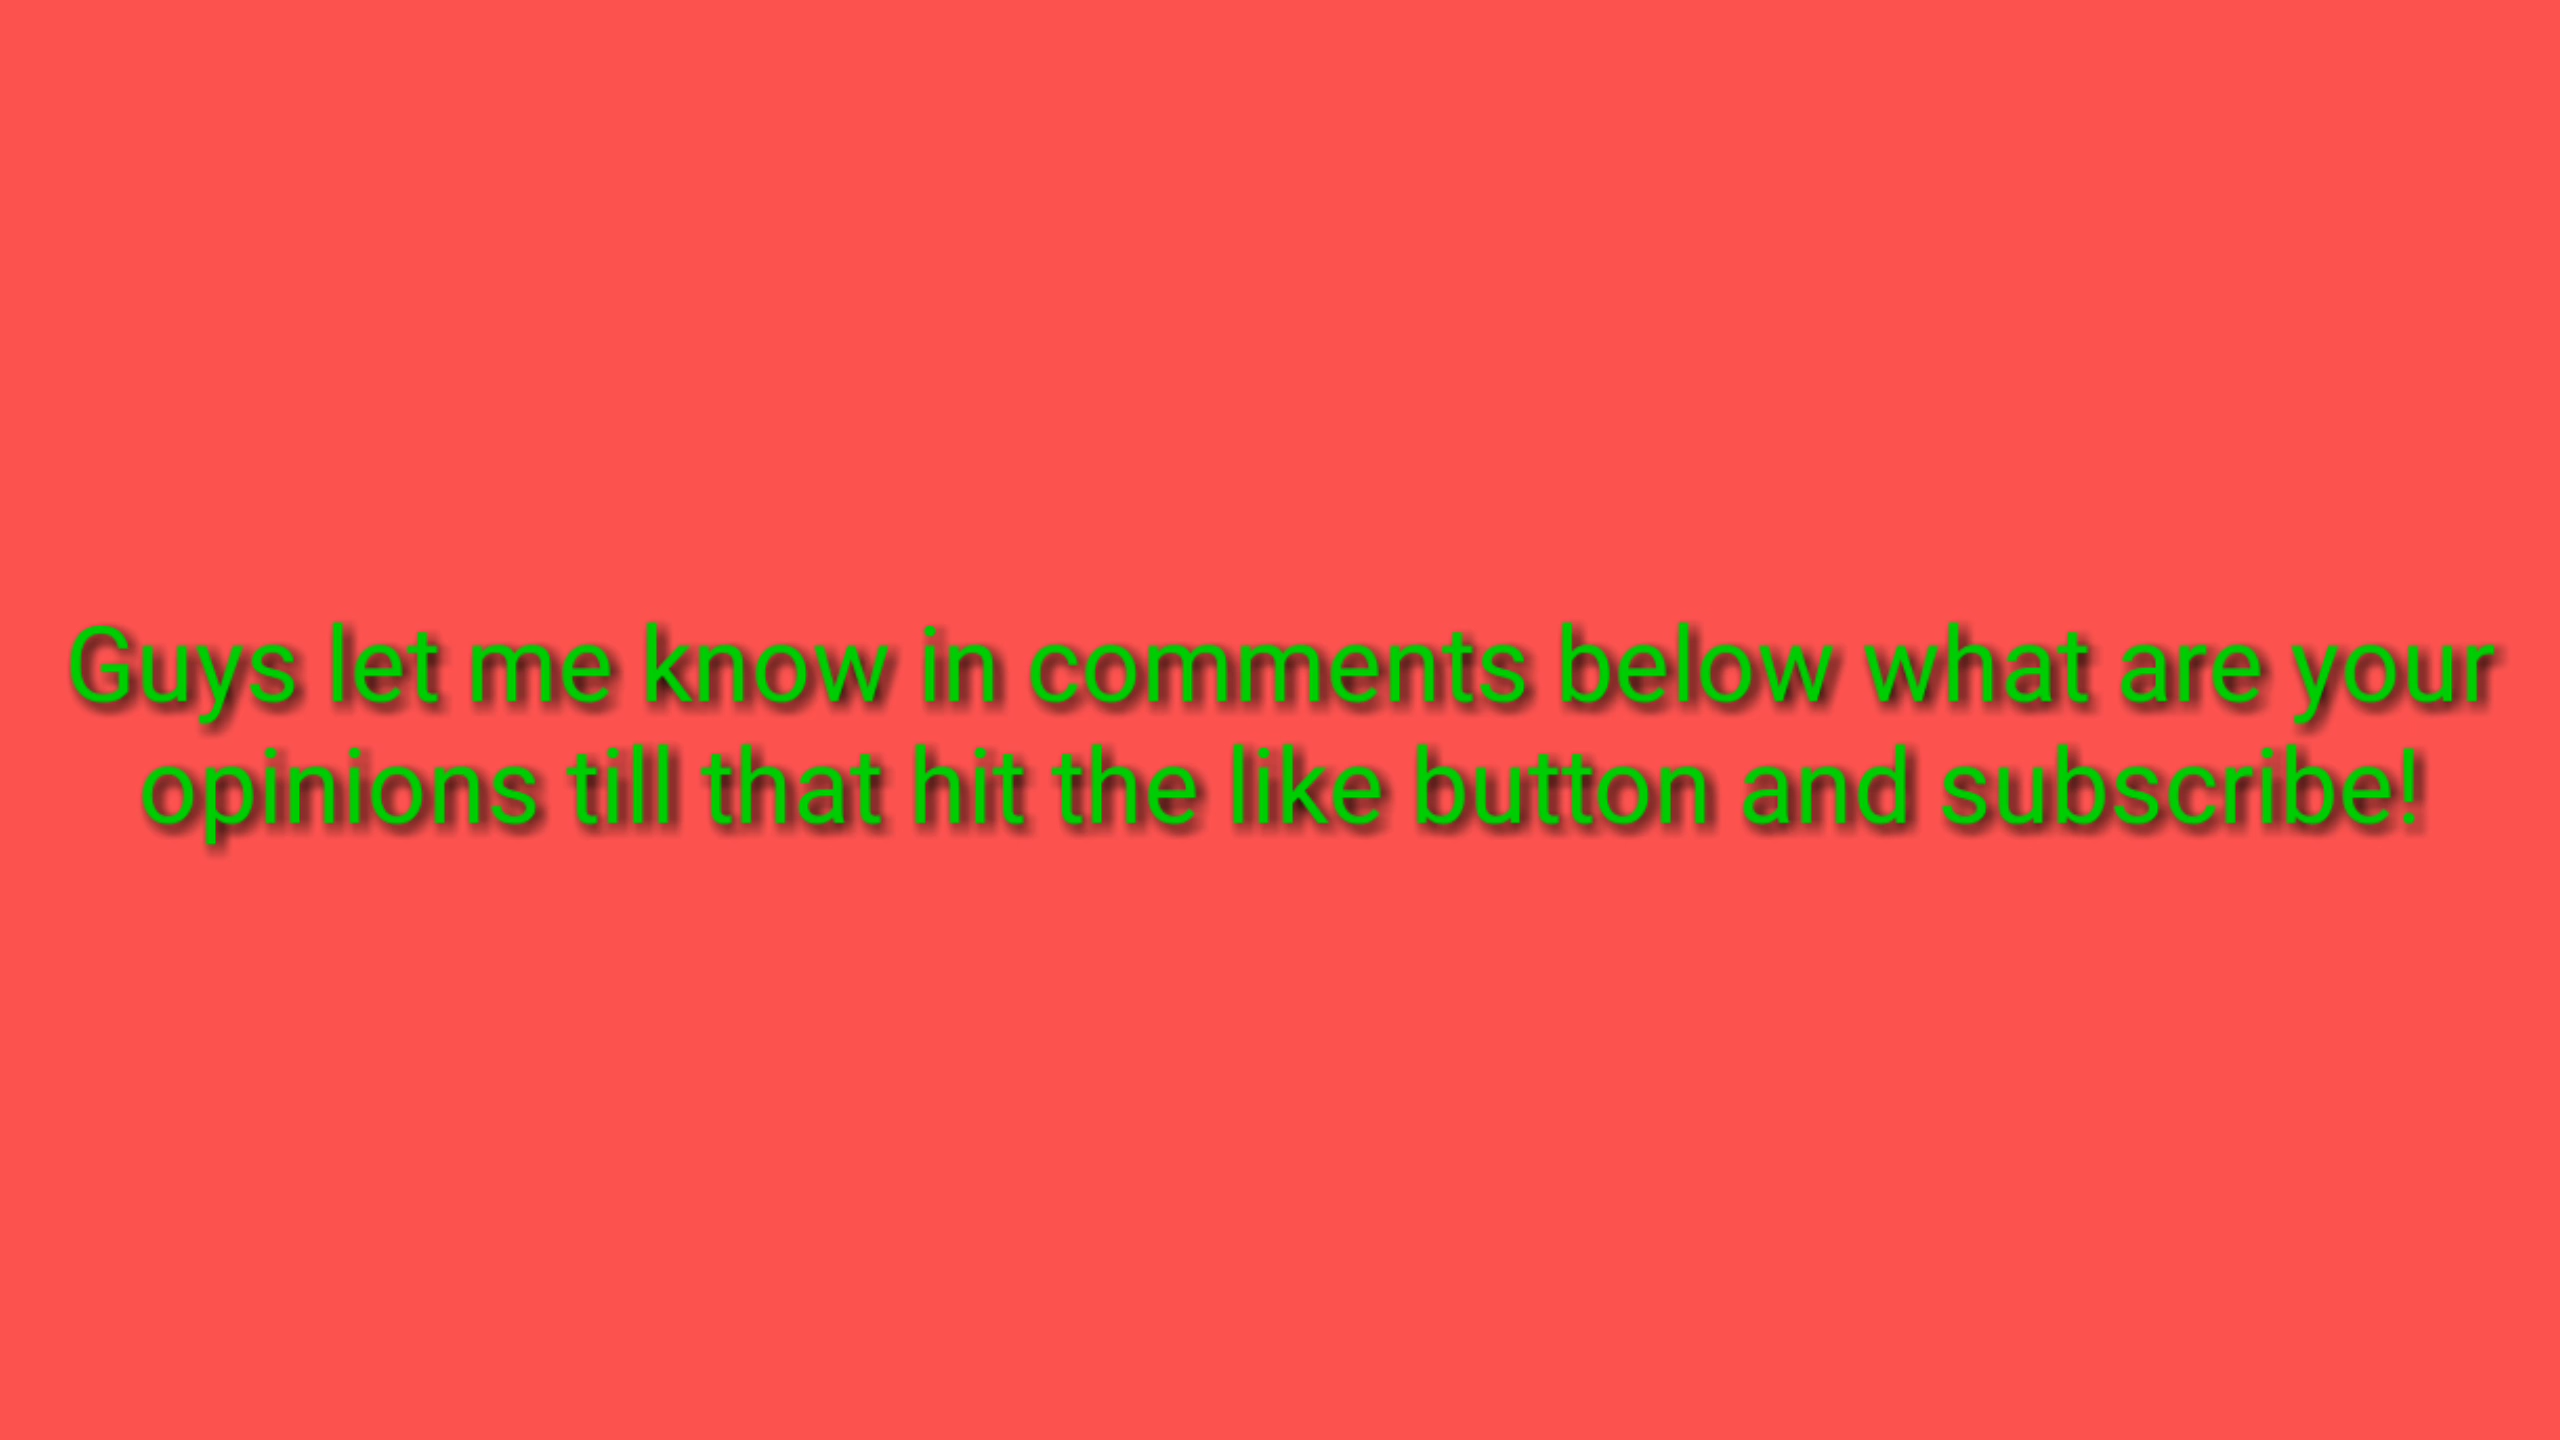 Guys let me know in comments below what are your
opinions till that hit the like button and subscribe!